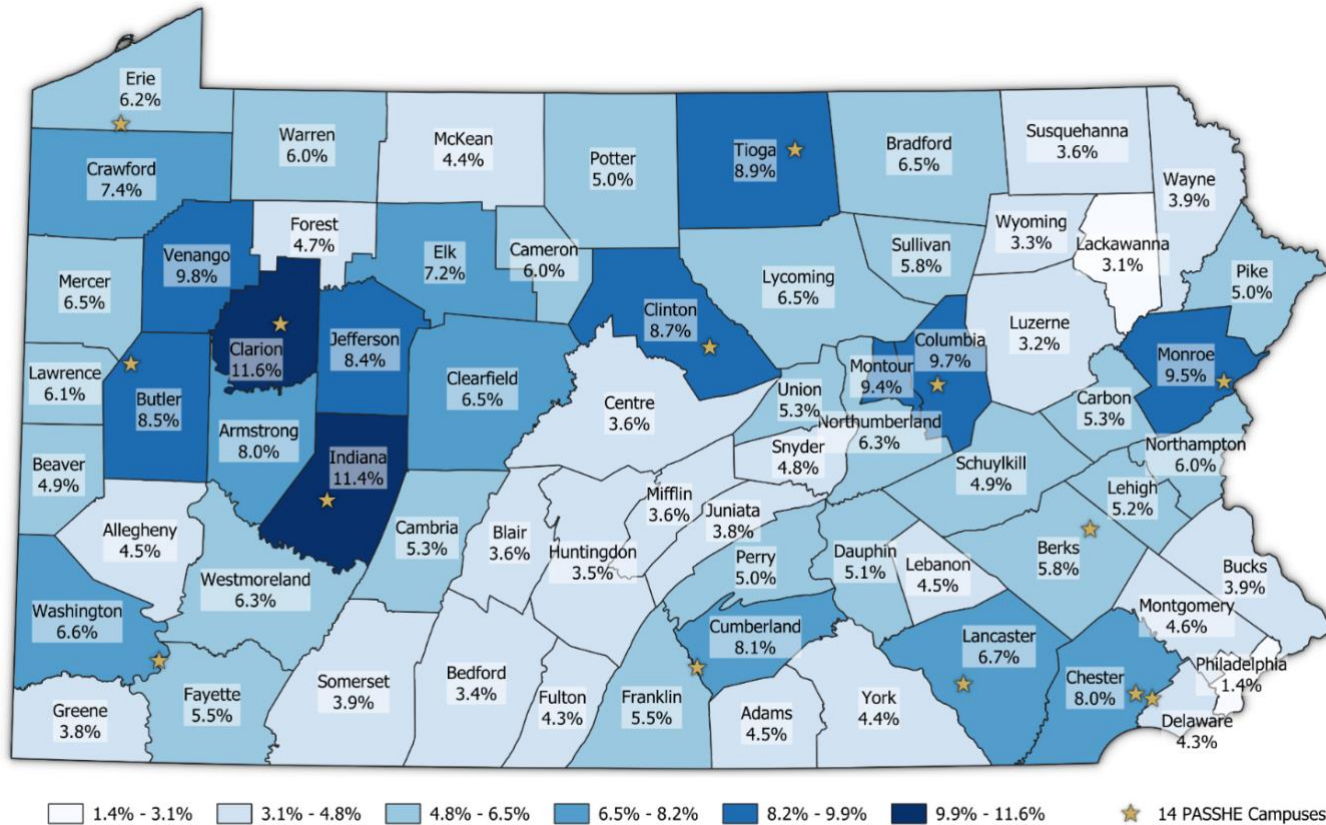 Erie
6.2%
Warren
6.0%
McKean
4.4%
Potter
5.0%
Tioga
8.9%
Bradford
6.5%
Susquehanna
3.6%
Wayne
3.9%
Crawford
7.4%
Forest
4.7%
Venango
9.8%
Elk
7.2%
Cameron
6.0%
Sullivan
5.8%
Wyoming
3.3%
Lackawanna
3.1%
Mercer
6.5%
Lycoming
6.5%
Pike
5.0%
Clinton
8.7%
Clarion
11.6%
Jefferson
8.4%
Luzerne
3.2%
Columbia
9.7%
Montour
9.4%
Monroe
9.5%
Lawrence
6.1%
Butler
8.5%
Clearfield
6.5%
Centre
3.6%
Union
5.3%
Carbon
5.3%
Armstrong
8.0%
Northumberland
6.3%
Northampton
6.0%
Beaver
4.9%
Indiana
11.4%
Snyder
4.8%
Schuylkill
4.9%
Lehigh
5.2%
Allegheny
4.5%
Cambria
5.3%
Blair
3.6%
Mifflin
3.6%
Juniata
3.8%
Huntingdon
3.5%
Perry
5.0%
Dauphin
5.1%
Lebanon
4.5%
Berks
5.8%
Bucks
3.9%
Westmoreland
6.3%
Montgomery
4.6%
Washington
6.6%
Cumberland
8.1%
Lancaster
6.7%
Philadelphia
1.4%
Chester
8.0%
Greene
3.8%
Fayette
5.5%
Somerset
3.9%
Bedford
3.4%
Fulton
4.3%
Franklin
5.5%
Adams
4.5%
York
4.4%
Delaware
4.3%
1.4% - 3.1%
3.1% - 4.8%
4.8% - 6.5%
6.5% - 8.2%
8.2% - 9.9%
9.9% - 11.6%
14 PASSHE Campuses